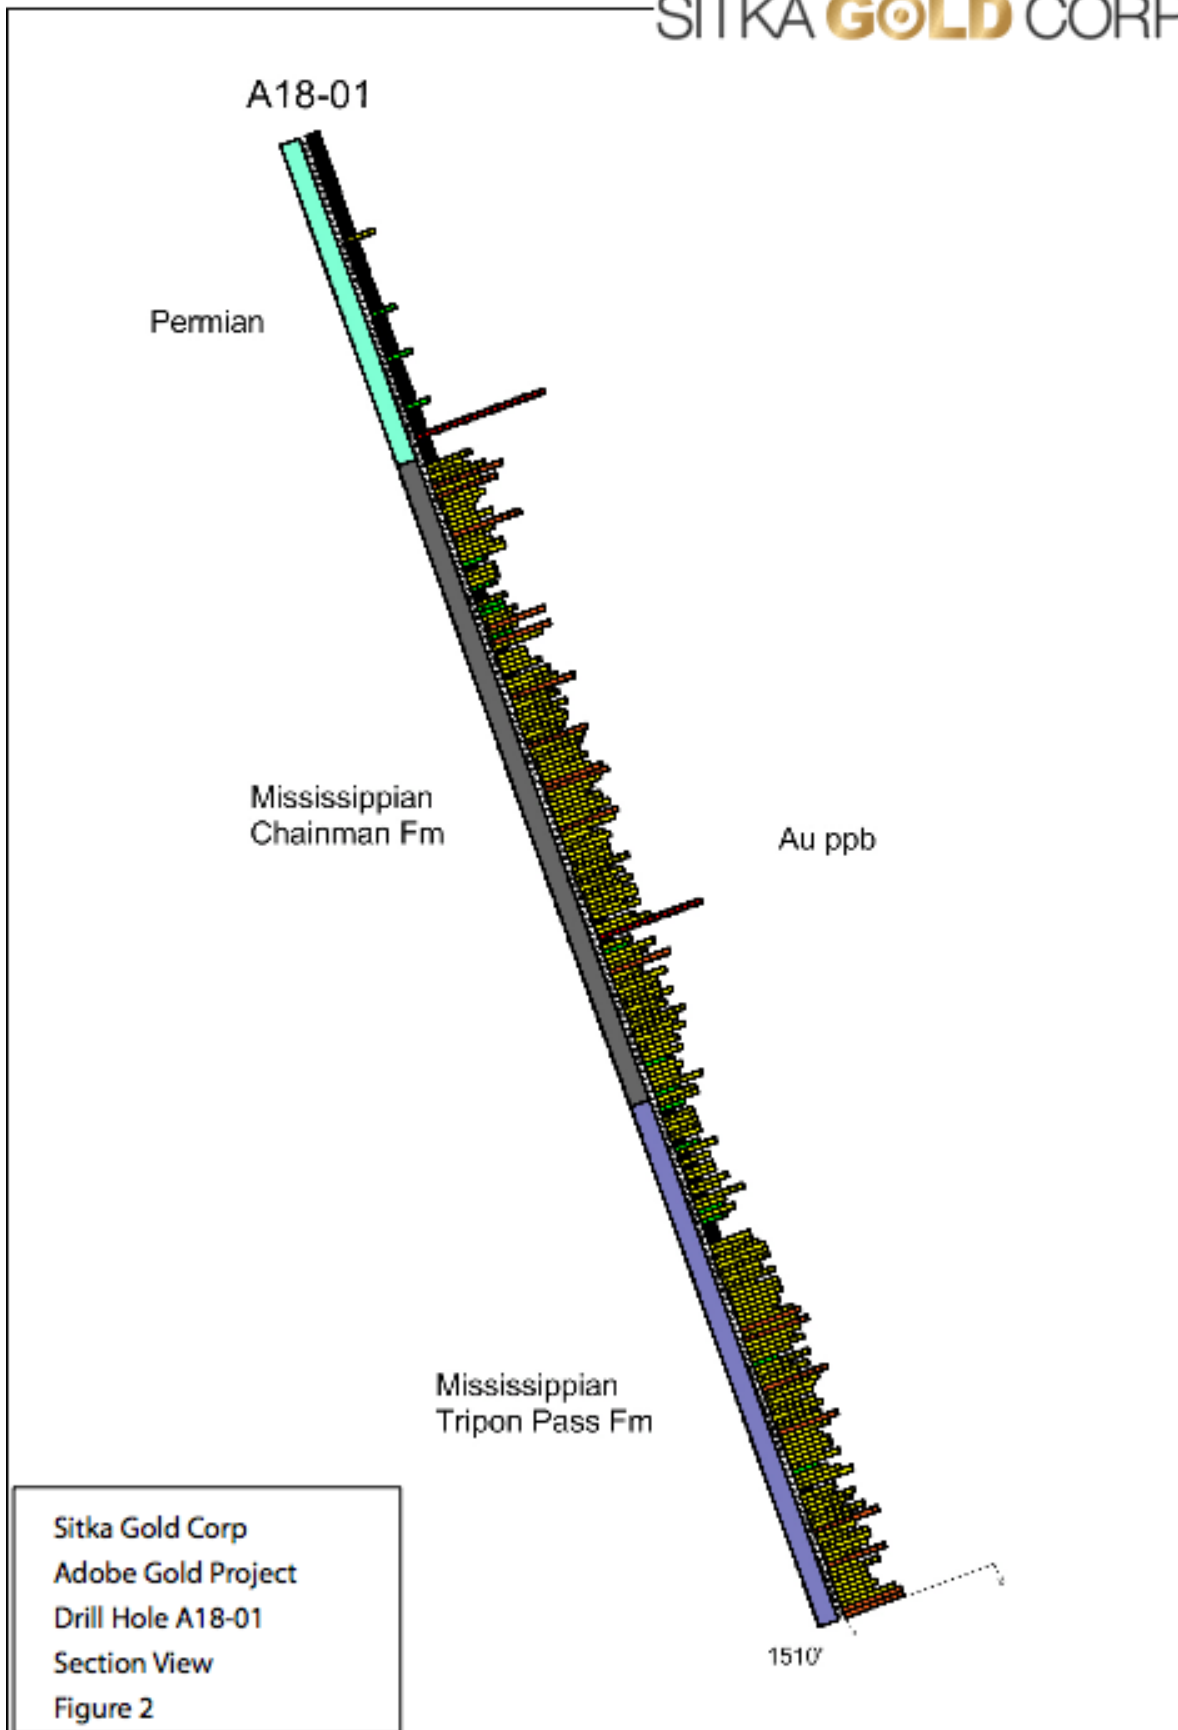 SITKA GOLD CORP
A18-01
Permian
Mississippian
Chainman Fm
Au ppb
Mississippian
Tripon Pass Fm
1510'
Sitka Gold Corp
Adobe Gold Project
Drill Hole A18-01
Section View
Figure 2